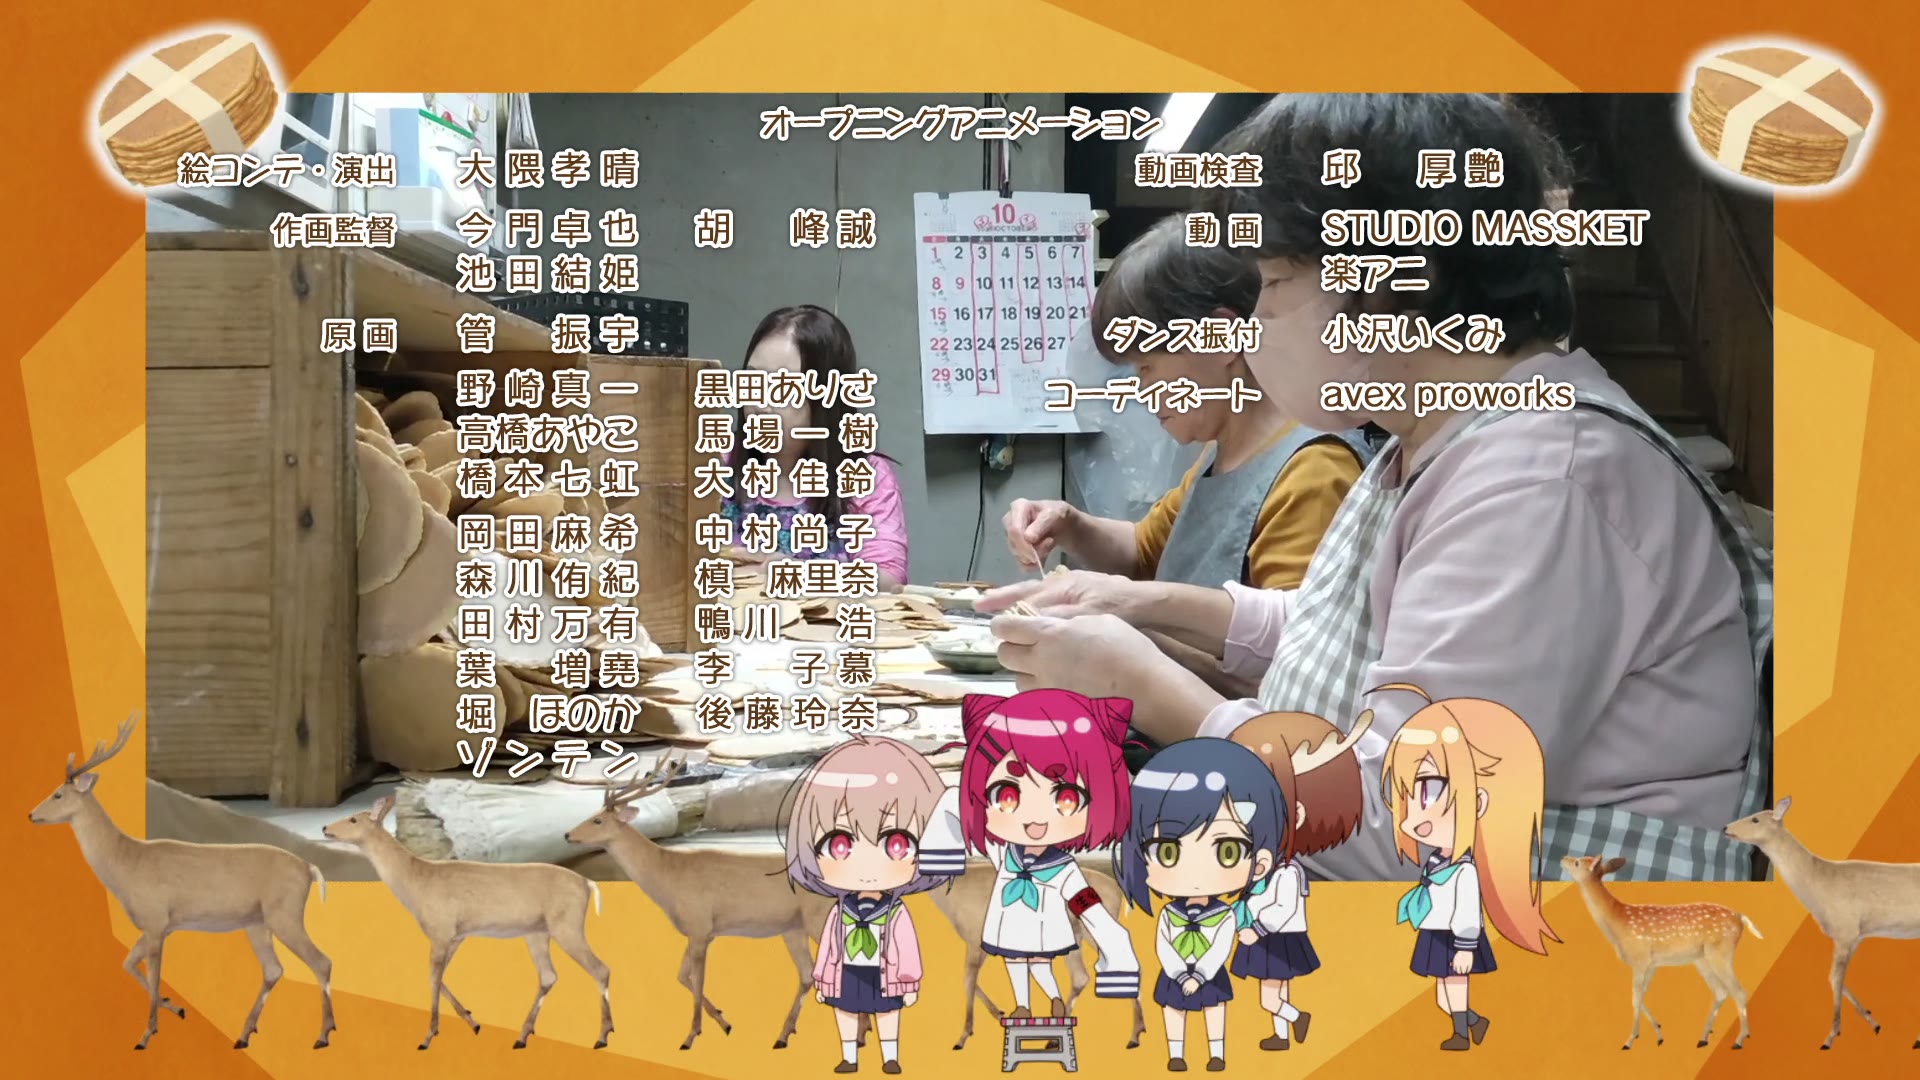 オープニングアニメーション
絵コンテ・演出 大隈孝晴
作画監督 今門卓也 胡 峰誠
池田結姫
原画 管 振宇
野崎真一 黒田ありさ
高橋あやこ 馬場一樹
橋本七虹 大村佳鈴
岡田麻希 中村尚子
森川侑紀 槙 麻里奈
田村万有 鴨川 浩
葉 増堯 李 子慕
堀 ほのか 後藤玲奈
ゾンテン
動画検査 邱 厚艶
動画 STUDIO MASSKET
楽アニ
ダンス振付 小沢いくみ
コーディネート avex proworks
10
OCTOBER
1 2 3 4 5 6 7
8 9 10 11 12 13 14
15 16 17 18 19 20 21
22 23 24 25 26 27
29 30 31